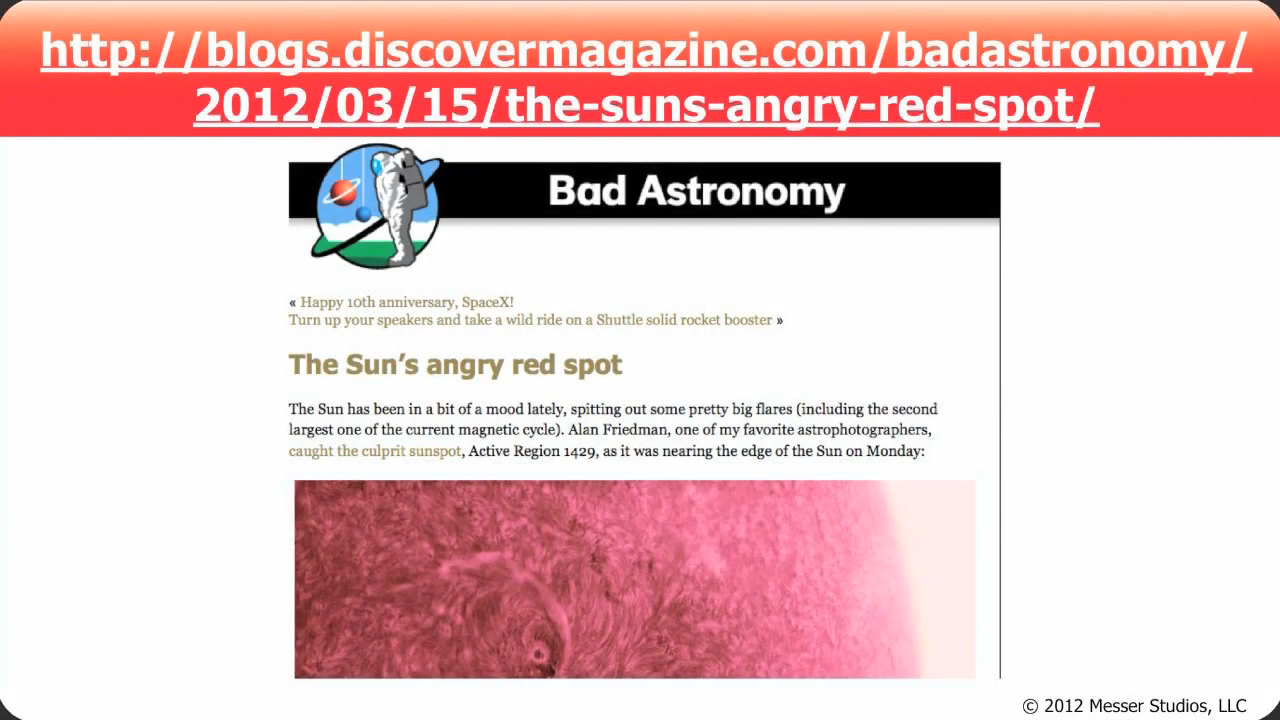 http://blogs.discovermagazine.com/badastronomy/
2012/03/15/the-suns-angry-red-spot/
Bad Astronomy
« Happy 10th anniversary, SpaceX!
Turn up your speakers and take a wild ride on a Shuttle solid rocket booster »
The Sun’s angry red spot
The Sun has been in a bit of a mood lately, spitting out some pretty big flares (including the second
largest one of the current magnetic cycle). Alan Friedman, one of my favorite astrophotographers,
caught the culprit sunspot, Active Region 1429, as it was nearing the edge of the Sun on Monday:
© 2012 Messer Studios, LLC